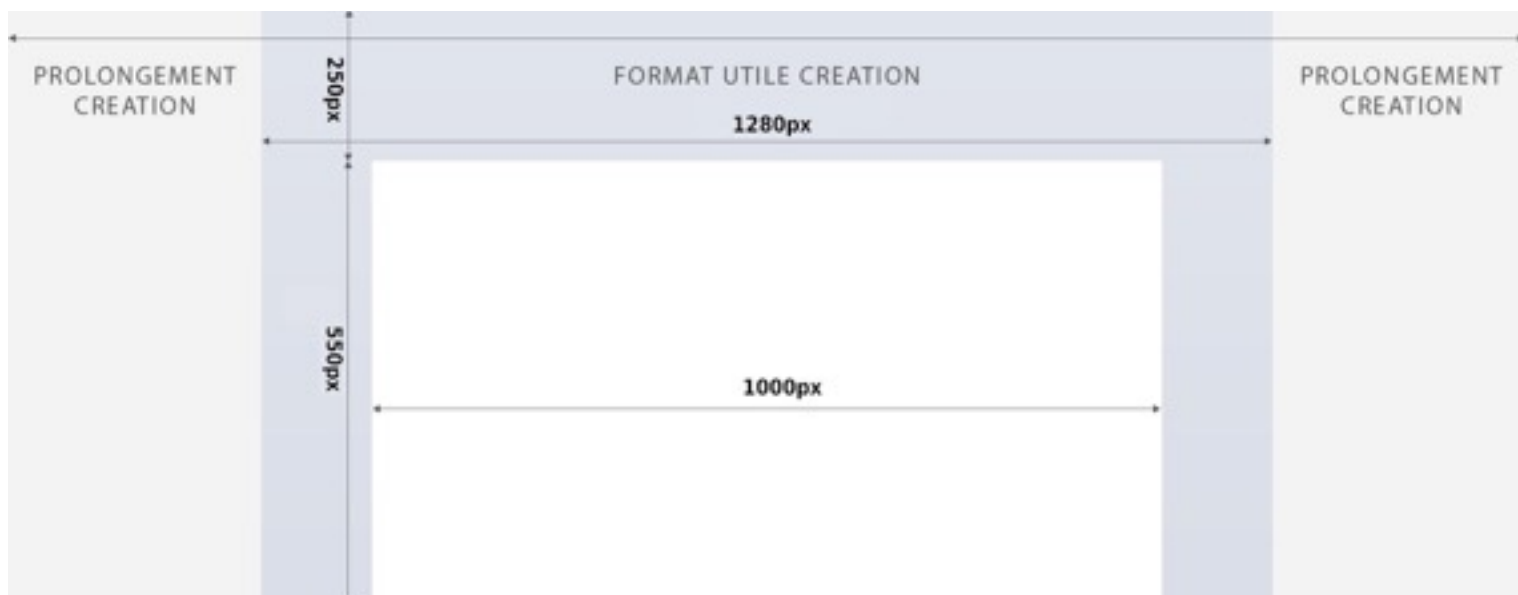 PROLONGEMENT
CREATION
250px
FORMAT UTILE CREATION
1280px
PROLONGEMENT
CREATION
550px
1000px